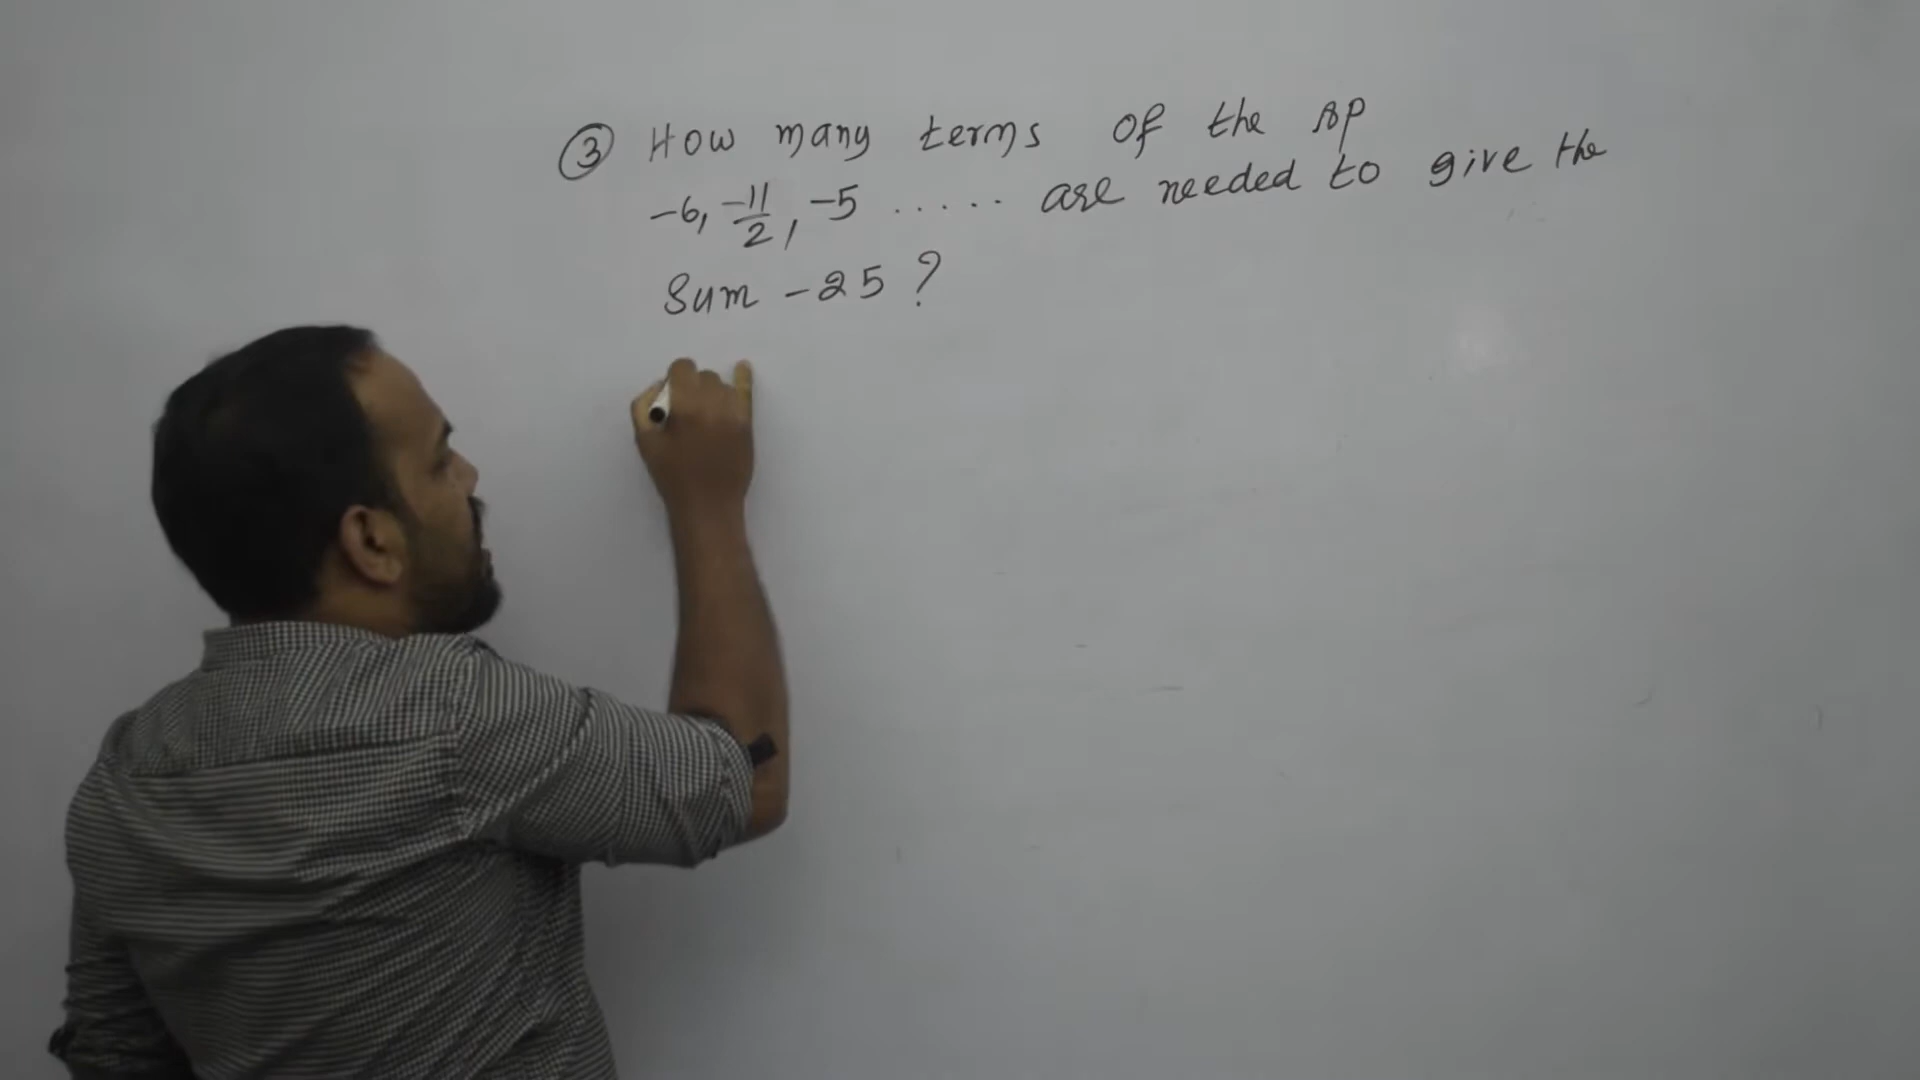 ③ How many terms of the AP
-6, -11/2, -5 ..... are needed to give the
Sum -25 ?